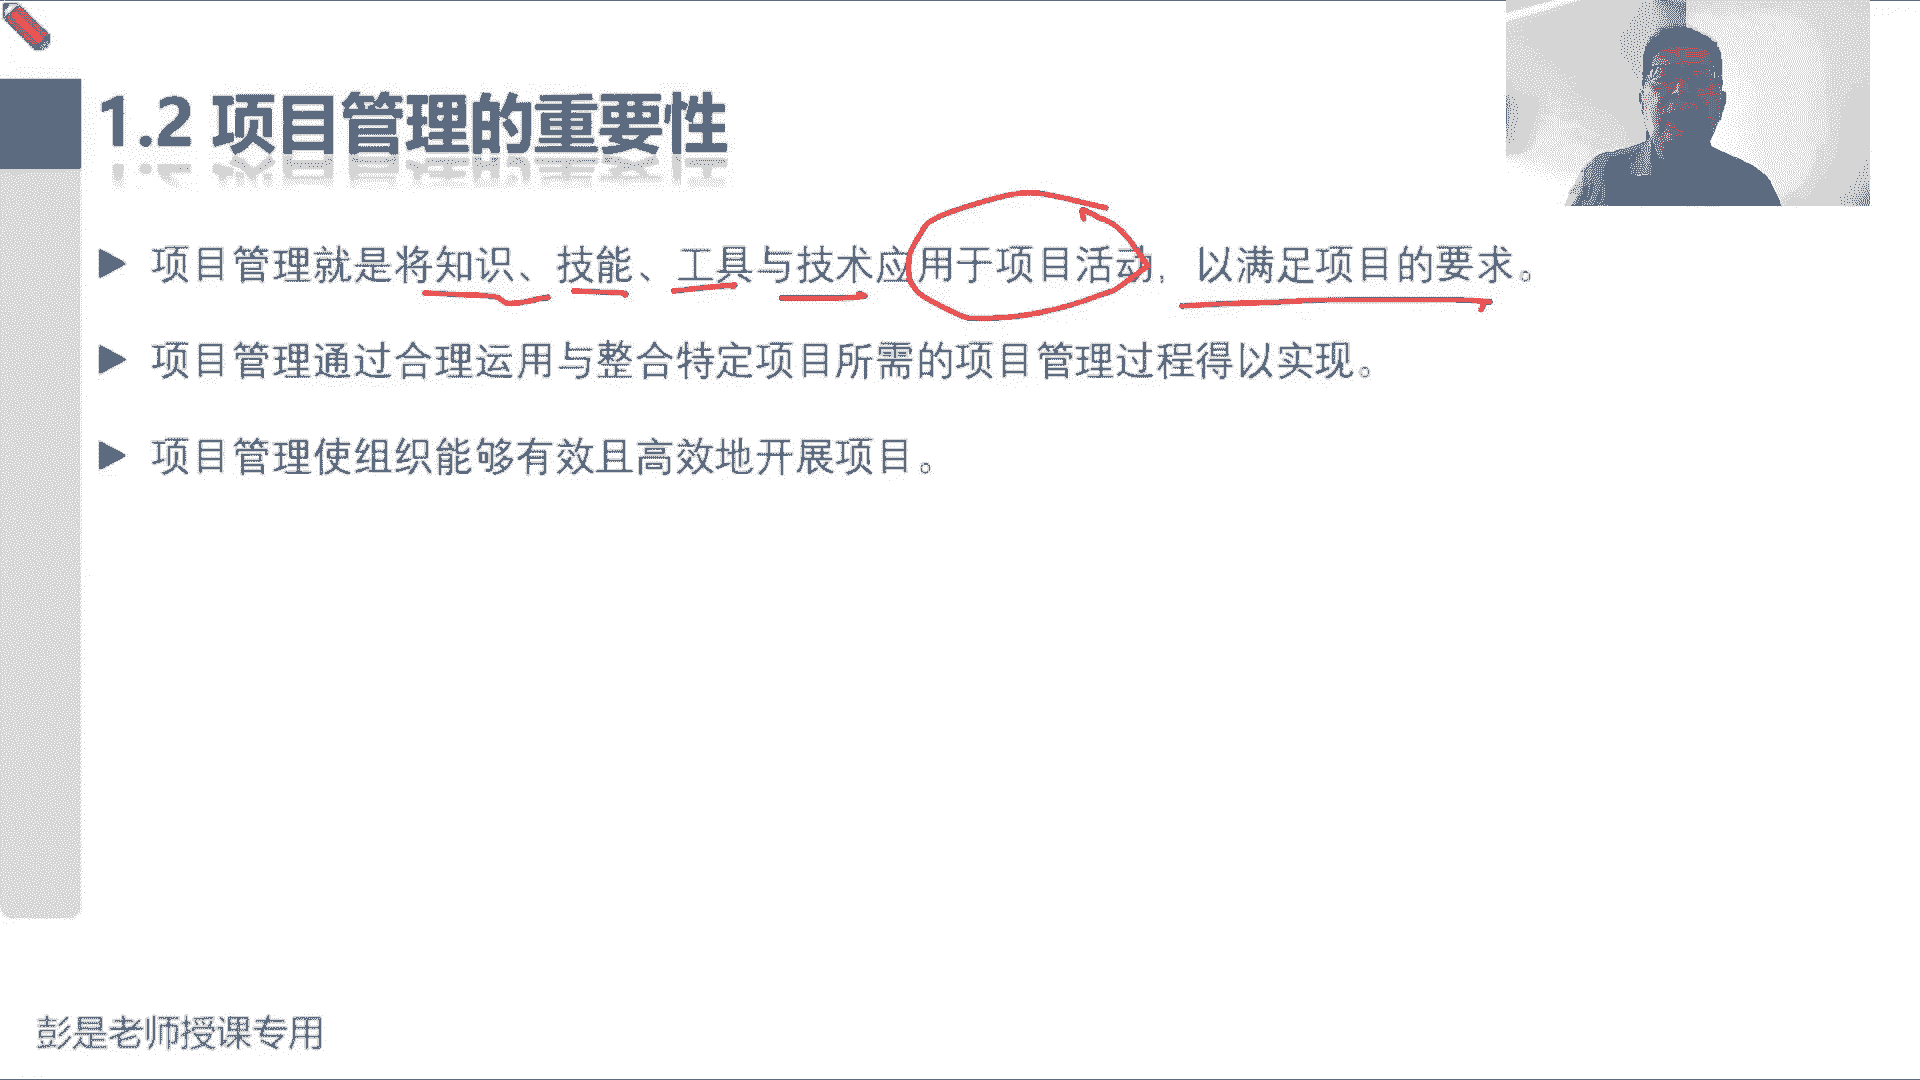 1.2 项目管理的重要性
项目管理就是将知识、技能、工具与技术应用于项目活动，以满足项目的要求。
项目管理通过合理运用与整合特定项目所需的项目管理过程得以实现。
项目管理使组织能够有效且高效地开展项目。
彭是老师授课专用